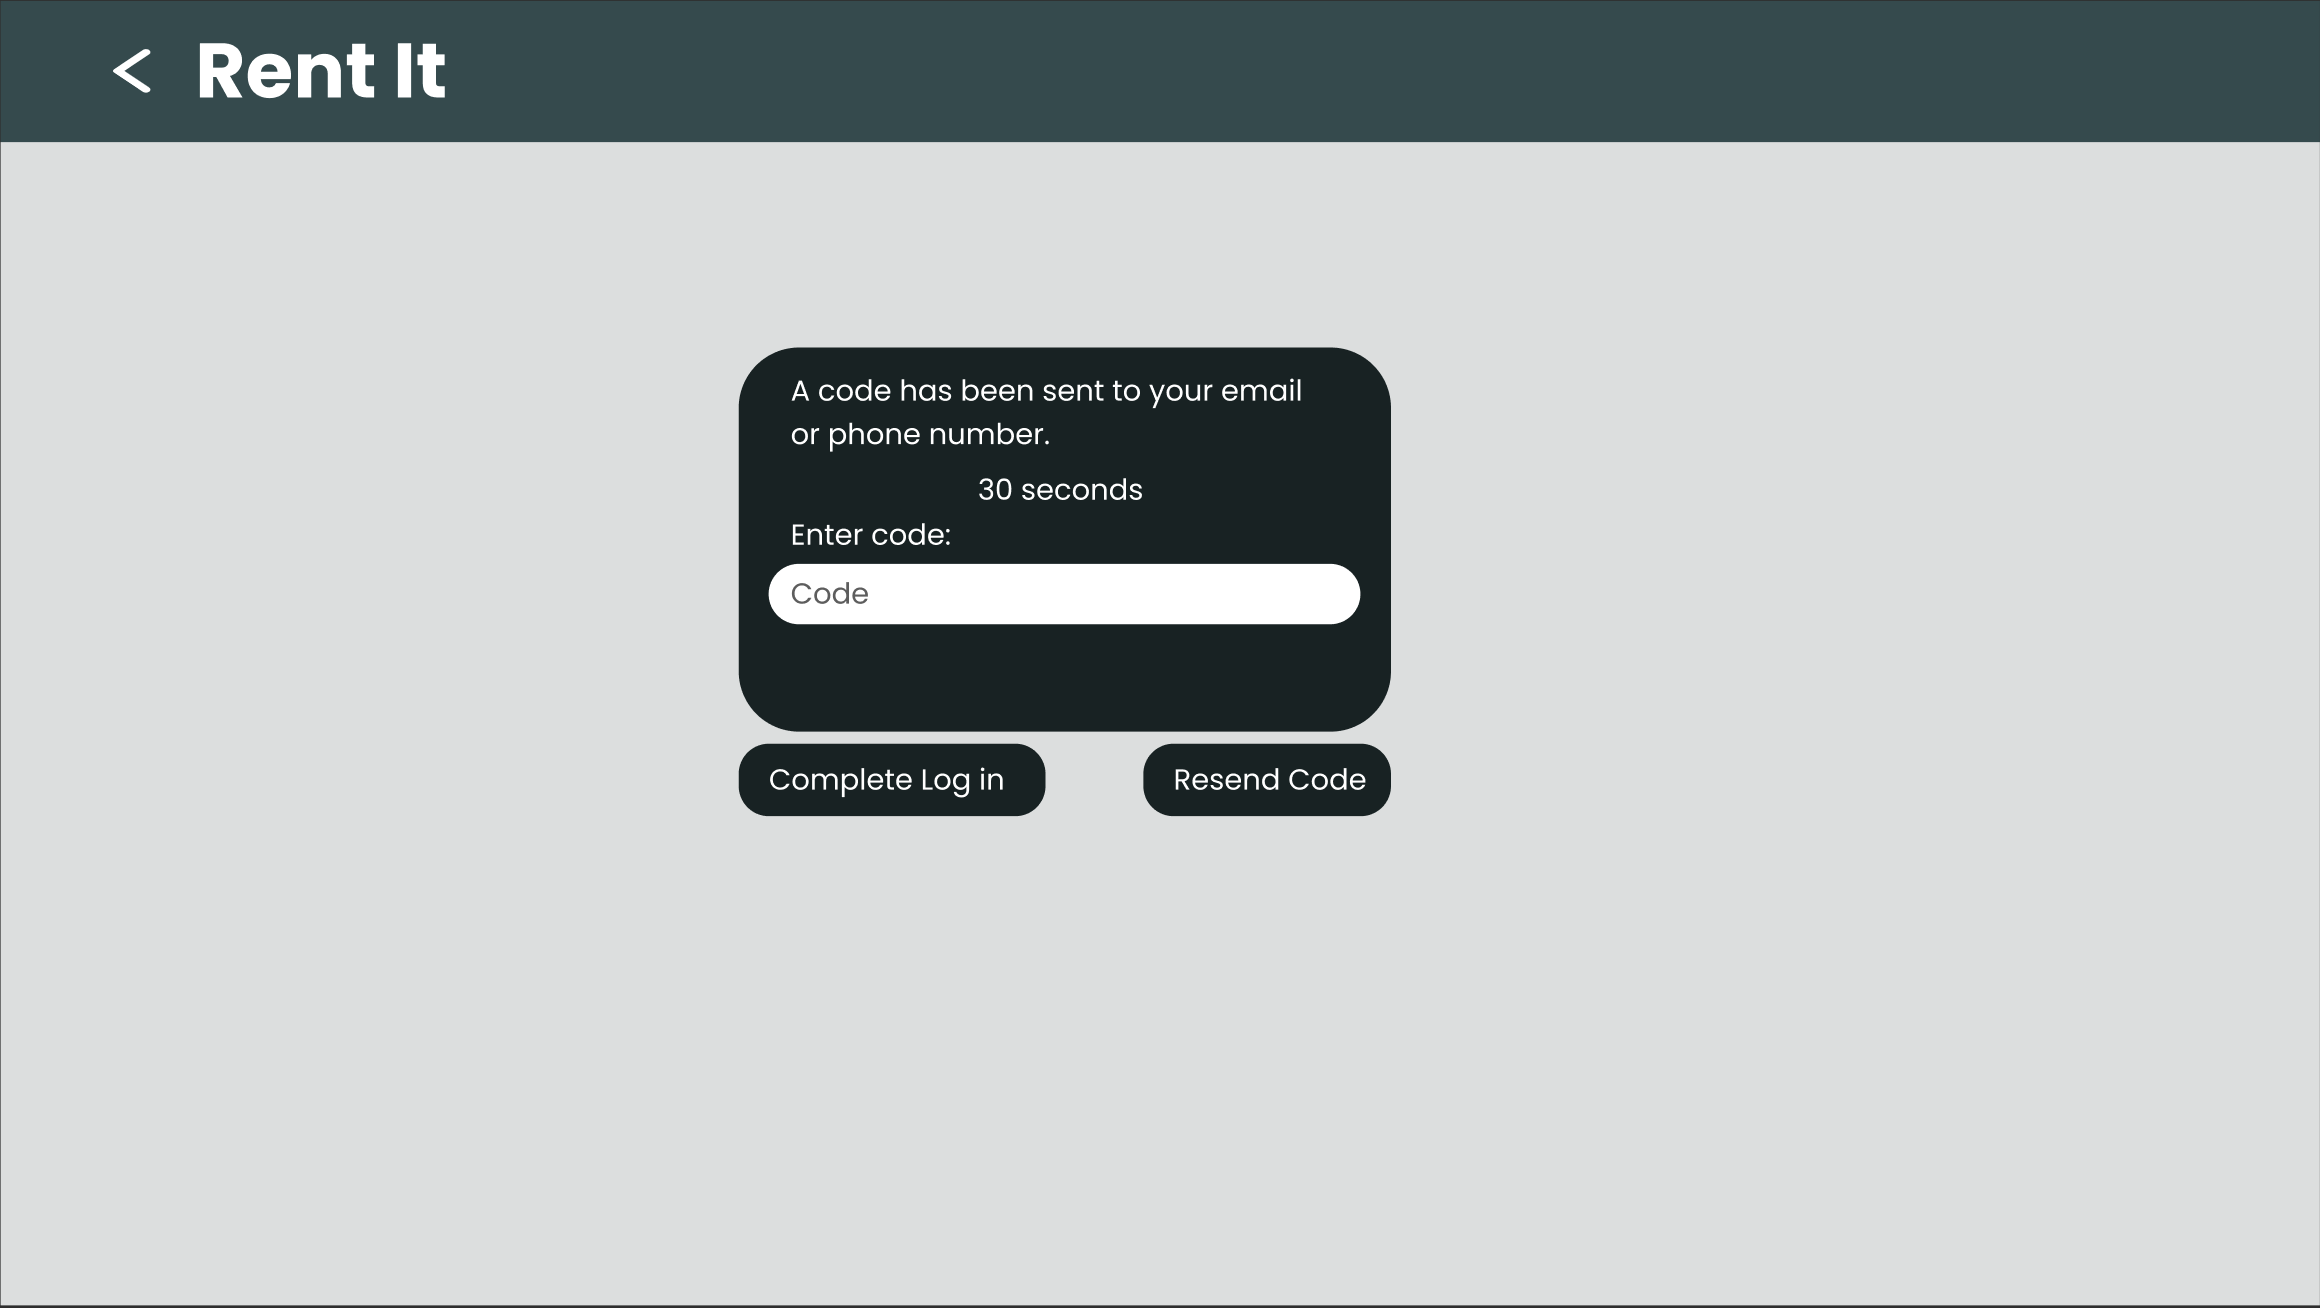 Rent It
A code has been sent to your email
or phone number.
30 seconds
Enter code:
Code
Complete Log in
Resend Code